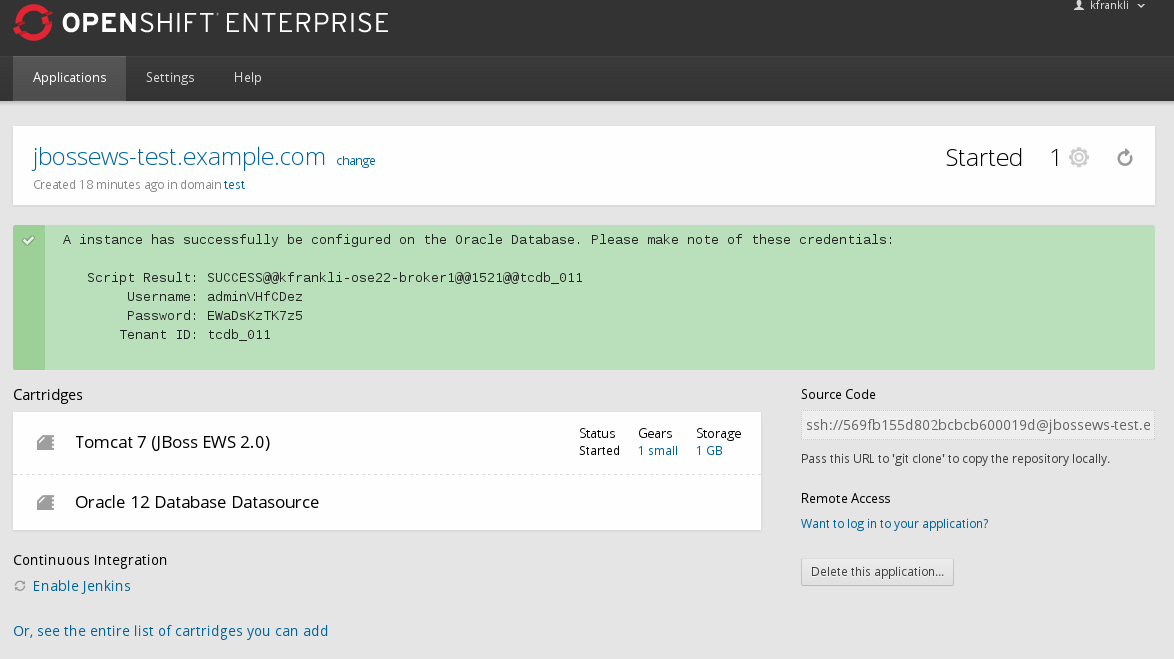 kfrankli
OPENSHIFT ENTERPRISE
Applications Settings Help
jbossews-test.example.com change
Started 1
Created 18 minutes ago in domain test
A instance has successfully be configured on the Oracle Database. Please make note of these credentials:
Script Result: SUCCESS@@kfrankli-ose22-broker1@@1521@@tcdb_011
Username: adminVHfCDez
Password: EWaDsKzTK7z5
Tenant ID: tcdb_011
Cartridges
Tomcat 7 (JBoss EWS 2.0)
Status Gears Storage
Started 1 small 1 GB
Oracle 12 Database Datasource
Continuous Integration
Enable Jenkins
Or, see the entire list of cartridges you can add
Source Code
ssh://569fb155d802bcbcb600019d@jbossews-test.e
Pass this URL to 'git clone' to copy the repository locally.
Remote Access
Want to log in to your application?
Delete this application...